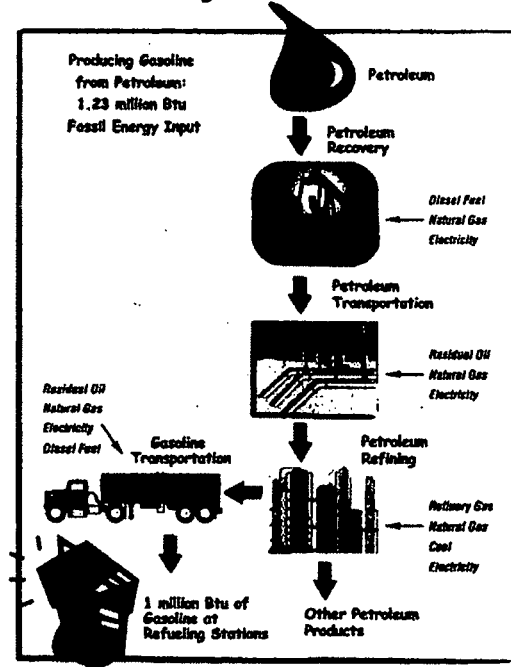 Producing Gasoline
from Petroleum:
1.23 million Btu
Fossil Energy Input
Petroleum
Petroleum
Recovery
Diesel Fuel
Natural Gas
Electricity
Petroleum
Transportation
Residual Oil
Natural Gas
Electricity
Residual Oil
Natural Gas
Electricity
Diesel Fuel
Gasoline
Transportation
Petroleum
Refining
Refinery Gas
Natural Gas
Coal
Electricity
1 million Btu of
Gasoline at
Refueling Stations
Other Petroleum
Products